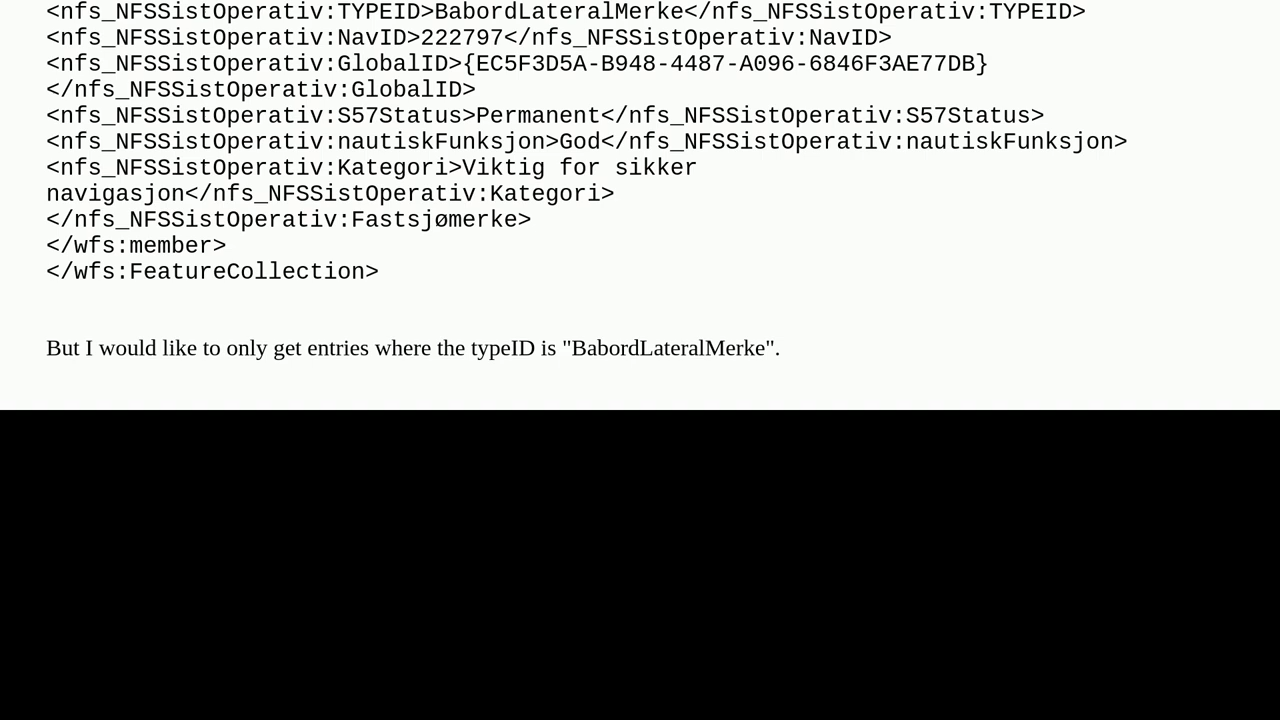 <nfs_NFSSistOperativ:TYPEID>BabordLateralMerke</nfs_NFSSistOperativ:TYPEID>
<nfs_NFSSistOperativ:NavID>222797</nfs_NFSSistOperativ:NavID>
<nfs_NFSSistOperativ:GlobalID>{EC5F3D5A-B948-4487-A096-6846F3AE77DB}
</nfs_NFSSistOperativ:GlobalID>
<nfs_NFSSistOperativ:S57Status>Permanent</nfs_NFSSistOperativ:S57Status>
<nfs_NFSSistOperativ:nautiskFunksjon>God</nfs_NFSSistOperativ:nautiskFunksjon>
<nfs_NFSSistOperativ:Kategori>Viktig for sikker
navigasjon</nfs_NFSSistOperativ:Kategori>
</nfs_NFSSistOperativ:Fastsjømerke>
</wfs:member>
</wfs:FeatureCollection>
But I would like to only get entries where the typeID is "BabordLateralMerke".